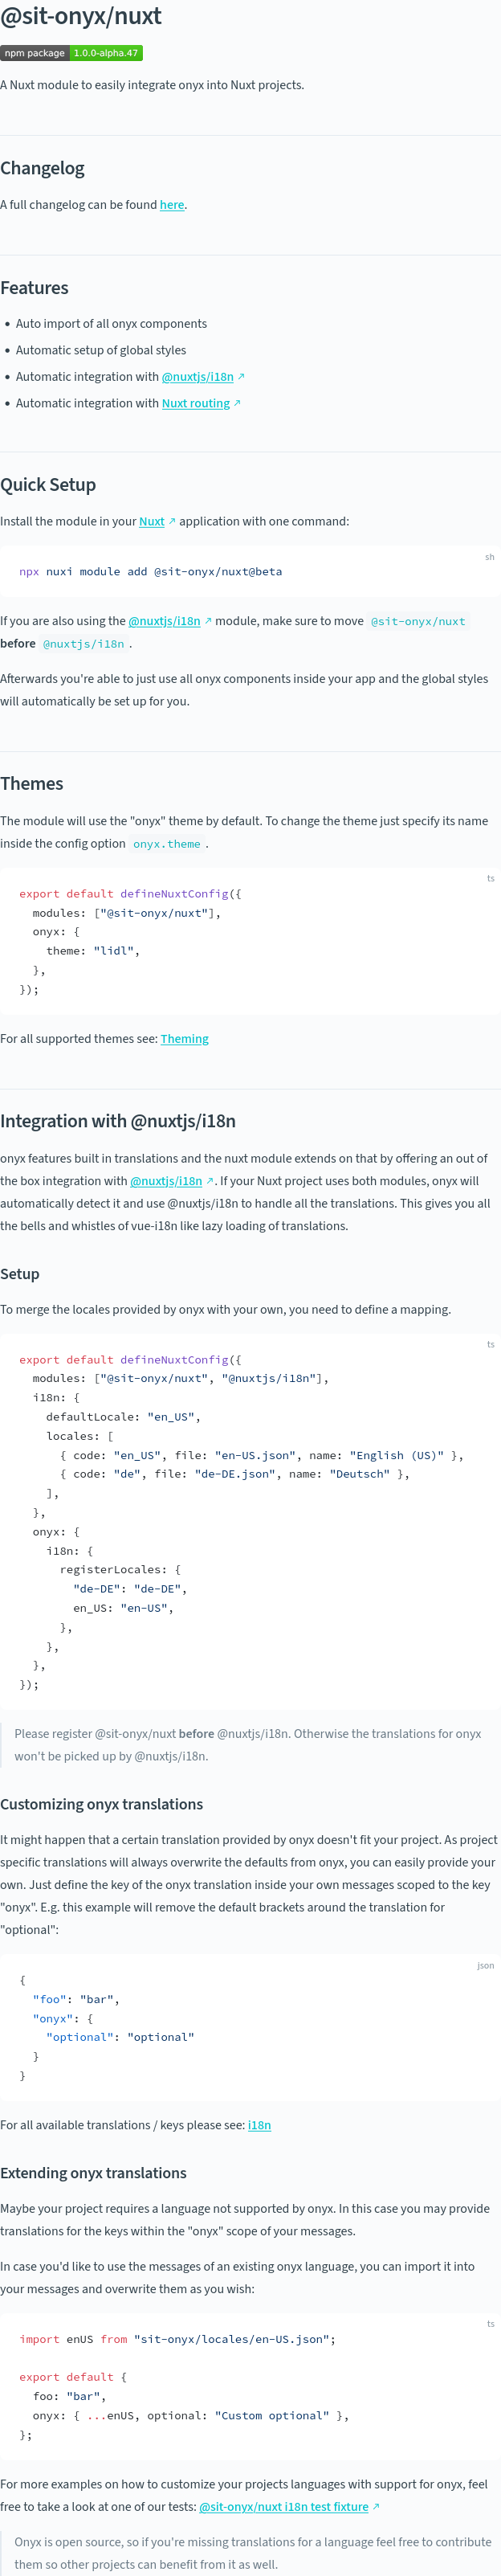 @sit-onyx/nuxt
npm package 1.0.0-alpha.47
A Nuxt module to easily integrate onyx into Nuxt projects.
Changelog
A full changelog can be found here.
Features
• Auto import of all onyx components
• Automatic setup of global styles
• Automatic integration with @nuxtjs/i18n ↗
• Automatic integration with Nuxt routing ↗
Quick Setup
Install the module in your Nuxt ↗ application with one command:
sh
npx nuxi module add @sit-onyx/nuxt@beta
If you are also using the @nuxtjs/i18n ↗ module, make sure to move @sit-onyx/nuxt
before @nuxtjs/i18n .
Afterwards you're able to just use all onyx components inside your app and the global styles
will automatically be set up for you.
Themes
The module will use the "onyx" theme by default. To change the theme just specify its name
inside the config option onyx.theme .
ts
export default defineNuxtConfig({
  modules: ["@sit-onyx/nuxt"],
  onyx: {
    theme: "lidl",
  },
});
For all supported themes see: Theming
Integration with @nuxtjs/i18n
onyx features built in translations and the nuxt module extends on that by offering an out of
the box integration with @nuxtjs/i18n ↗. If your Nuxt project uses both modules, onyx will
automatically detect it and use @nuxtjs/i18n to handle all the translations. This gives you all
the bells and whistles of vue-i18n like lazy loading of translations.
Setup
To merge the locales provided by onyx with your own, you need to define a mapping.
ts
export default defineNuxtConfig({
  modules: ["@sit-onyx/nuxt", "@nuxtjs/i18n"],
  i18n: {
    defaultLocale: "en_US",
    locales: [
      { code: "en_US", file: "en-US.json", name: "English (US)" },
      { code: "de", file: "de-DE.json", name: "Deutsch" },
    ],
  },
  onyx: {
    i18n: {
      registerLocales: {
        "de-DE": "de-DE",
        en_US: "en-US",
      },
    },
  },
});
Please register @sit-onyx/nuxt before @nuxtjs/i18n. Otherwise the translations for onyx
won't be picked up by @nuxtjs/i18n.
Customizing onyx translations
It might happen that a certain translation provided by onyx doesn't fit your project. As project
specific translations will always overwrite the defaults from onyx, you can easily provide your
own. Just define the key of the onyx translation inside your own messages scoped to the key
"onyx". E.g. this example will remove the default brackets around the translation for
"optional":
json
{
  "foo": "bar",
  "onyx": {
    "optional": "optional"
  }
}
For all available translations / keys please see: i18n
Extending onyx translations
Maybe your project requires a language not supported by onyx. In this case you may provide
translations for the keys within the "onyx" scope of your messages.
In case you'd like to use the messages of an existing onyx language, you can import it into
your messages and overwrite them as you wish:
ts
import enUS from "sit-onyx/locales/en-US.json";
export default {
  foo: "bar",
  onyx: { ...enUS, optional: "Custom optional" },
};
For more examples on how to customize your projects languages with support for onyx, feel
free to take a look at one of our tests: @sit-onyx/nuxt i18n test fixture ↗
Onyx is open source, so if you're missing translations for a language feel free to contribute
them so other projects can benefit from it as well.